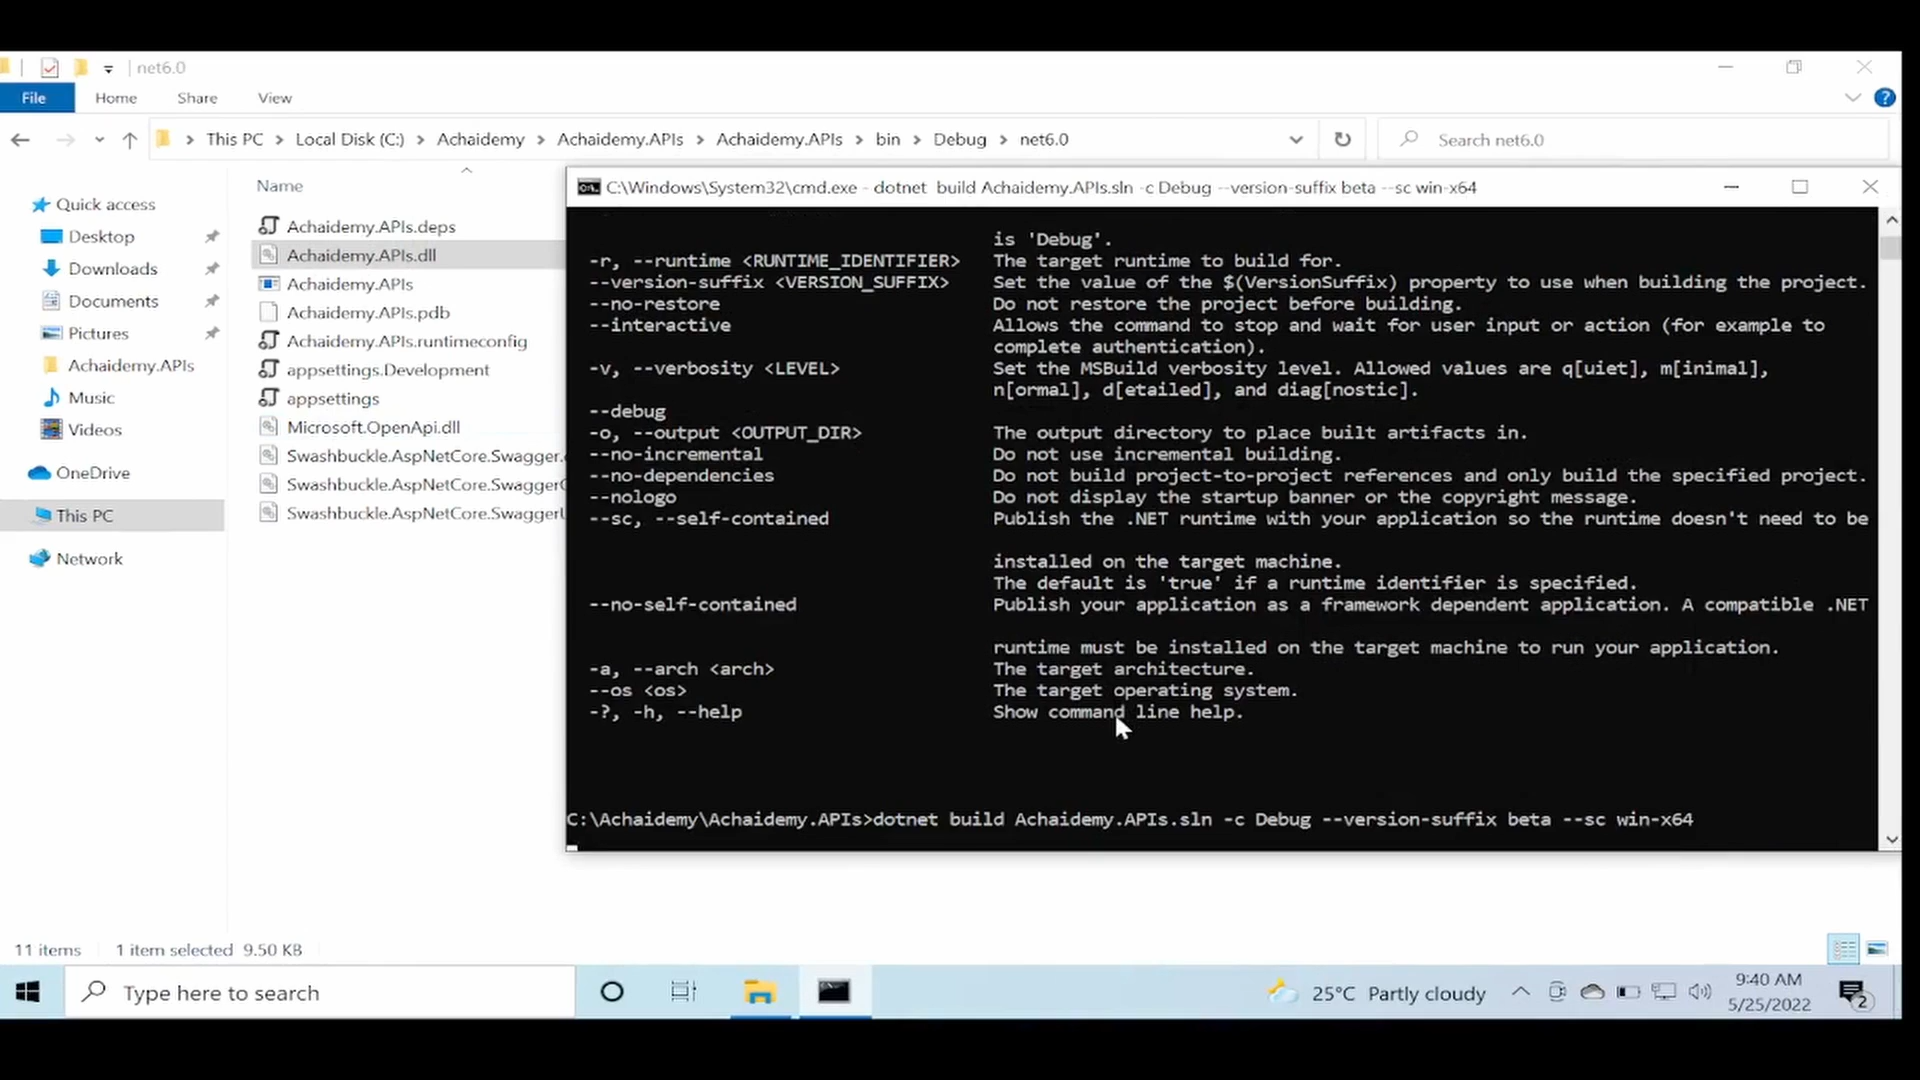 net6.0
File Home Share View
This PC Local Disk (C:) Achaidemy Achaidemy.APIs Achaidemy.APIs bin Debug net6.0
Search net6.0
Name
Quick access
Desktop
Downloads
Documents
Pictures
Achaidemy.APIs
Music
Videos
OneDrive
This PC
Network
Achaidemy.APIs.deps
Achaidemy.APIs.dll
Achaidemy.APIs
Achaidemy.APIs.pdb
Achaidemy.APIs.runtimeconfig
appsettings.Development
appsettings
Microsoft.OpenApi.dll
Swashbuckle.AspNetCore.Swagger.
Swashbuckle.AspNetCore.Swagger
Swashbuckle.AspNetCore.Swagger
C:\Windows\System32\cmd.exe - dotnet build Achaidemy.APIs.sln -c Debug --version-suffix beta --sc win-x64
is 'Debug'.
-r, --runtime <RUNTIME_IDENTIFIER> The target runtime to build for.
--version-suffix <VERSION_SUFFIX> Set the value of the $(VersionSuffix) property to use when building the project.
--no-restore Do not restore the project before building.
--interactive Allows the command to stop and wait for user input or action (for example to
complete authentication).
-v, --verbosity <LEVEL> Set the MSBuild verbosity level. Allowed values are q[uiet], m[inimal],
n[ormal], d[etailed], and diag[nostic].
--debug
-o, --output <OUTPUT_DIR> The output directory to place built artifacts in.
--no-incremental Do not use incremental building.
--no-dependencies Do not build project-to-project references and only build the specified project.
--nologo Do not display the startup banner or the copyright message.
--sc, --self-contained Publish the .NET runtime with your application so the runtime doesn't need to be
installed on the target machine.
The default is 'true' if a runtime identifier is specified.
--no-self-contained Publish your application as a framework dependent application. A compatible .NET
runtime must be installed on the target machine to run your application.
-a, --arch <arch> The target architecture.
--os <os> The target operating system.
-?, -h, --help Show command line help.
C:\Achaidemy\Achaidemy.APIs>dotnet build Achaidemy.APIs.sln -c Debug --version-suffix beta --sc win-x64
11 items 1 item selected 9.50 KB
Type here to search
25°C Partly cloudy
9:40 AM
5/25/2022
2